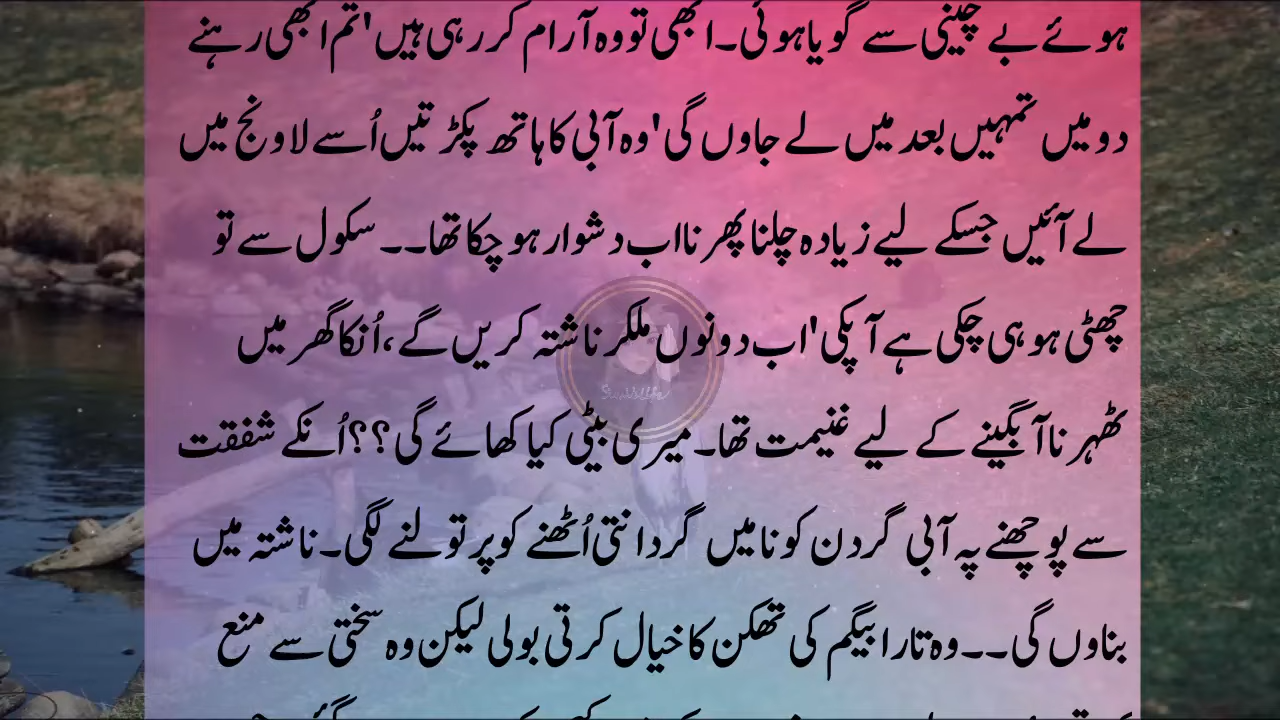 ہوئے بے چینی سے گویا ہوئی۔ ابھی تو وہ آرام کر رہی ہیں 'تم ابھی رہنے
دو میں تمہیں بعد میں لے جاوں گی' وہ آبی کا ہاتھ پکڑتیں اُسے لاونج میں
لے آئیں جسکے لیے زیادہ چلنا پھرنا اب دشوار ہو چکا تھا۔۔ سکول سے تو
چھٹی ہو ہی چکی ہے آپکی' اب دونوں ملکر ناشتہ کریں گے، اُنکا گھر میں
ٹھہرنا آبگینے کے لیے غنیمت تھا۔ میری بیٹی کیا کھائے گی؟؟ اُنکے شفقت
سے پوچھنے پہ آبی گردن کو نا میں گردانتی اُٹھنے کو پر تولنے لگی۔ ناشتہ میں
بناوں گی۔۔ وہ تارا بیگم کی تھکن کا خیال کرتی بولی لیکن وہ سختی سے منع